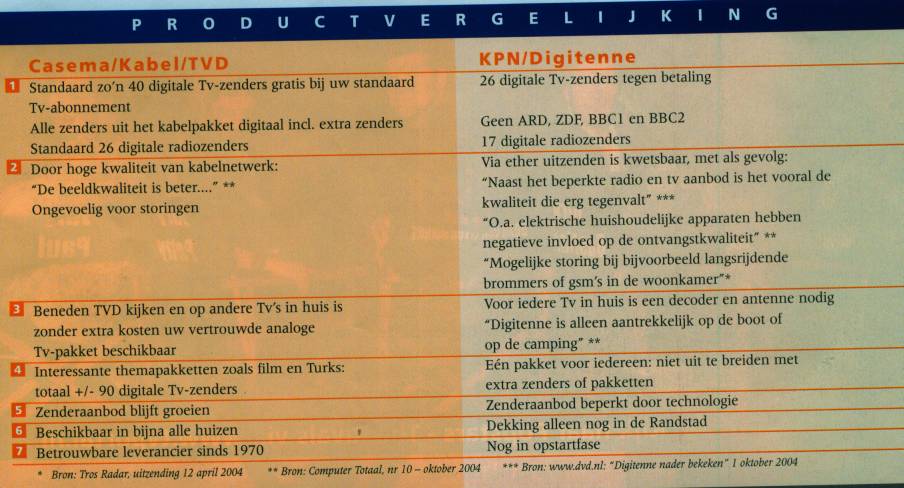 PRODUCTVERGELIJKING
Casema/Kabel/TVD
1 Standaard zo'n 40 digitale Tv-zenders gratis bij uw standaard
Tv-abonnement
Alle zenders uit het kabelpakket digitaal incl. extra zenders
Standaard 26 digitale radiozenders
2 Door hoge kwaliteit van kabelnetwerk:
"De beeldkwaliteit is beter...." **
Ongevoelig voor storingen
3 Beneden TVD kijken en op andere Tv's in huis is
zonder extra kosten uw vertrouwde analoge
Tv-pakket beschikbaar
4 Interessante themapakketten zoals film en Turks:
totaal +/- 90 digitale Tv-zenders
5 Zenderaanbod blijft groeien
6 Beschikbaar in bijna alle huizen
7 Betrouwbare leverancier sinds 1970
KPN/Digitenne
26 digitale Tv-zenders tegen betaling
Geen ARD, ZDF, BBC1 en BBC2
17 digitale radiozenders
Via ether uitzenden is kwetsbaar, met als gevolg:
"Naast het beperkte radio en tv aanbod is het vooral de
kwaliteit die erg tegenvalt" ***
"O.a. elektrische huishoudelijke apparaten hebben
negatieve invloed op de ontvangstkwaliteit" **
"Mogelijke storing bij bijvoorbeeld langsrijdende
brommers of gsm's in de woonkamer"*
Voor iedere Tv in huis is een decoder en antenne nodig
"Digitenne is alleen aantrekkelijk op de boot of
op de camping" **
Eén pakket voor iedereen: niet uit te breiden met
extra zenders of pakketten
Zenderaanbod beperkt door technologie
Dekking alleen nog in de Randstad
Nog in opstartfase
* Bron: Tros Radar, uitzending 12 april 2004 ** Bron: Computer Totaal, nr 10 – oktober 2004 *** Bron: www.dvd.nl: "Digitenne nader bekeken" 1 oktober 2004